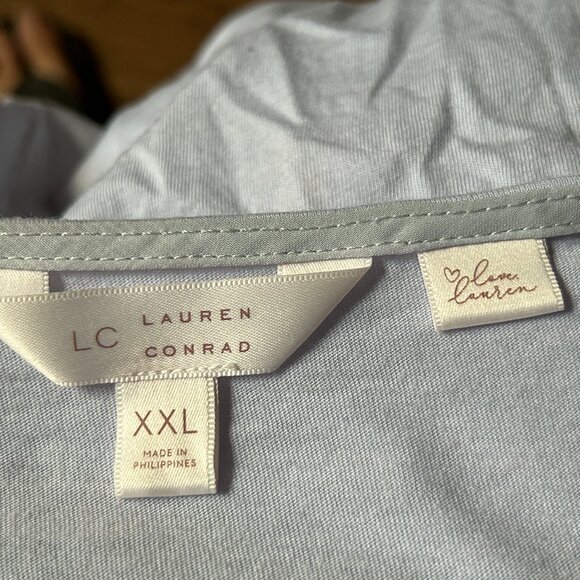 LC LAUREN
CONRAD
XXL
MADE IN
PHILIPPINES
love,
lauren